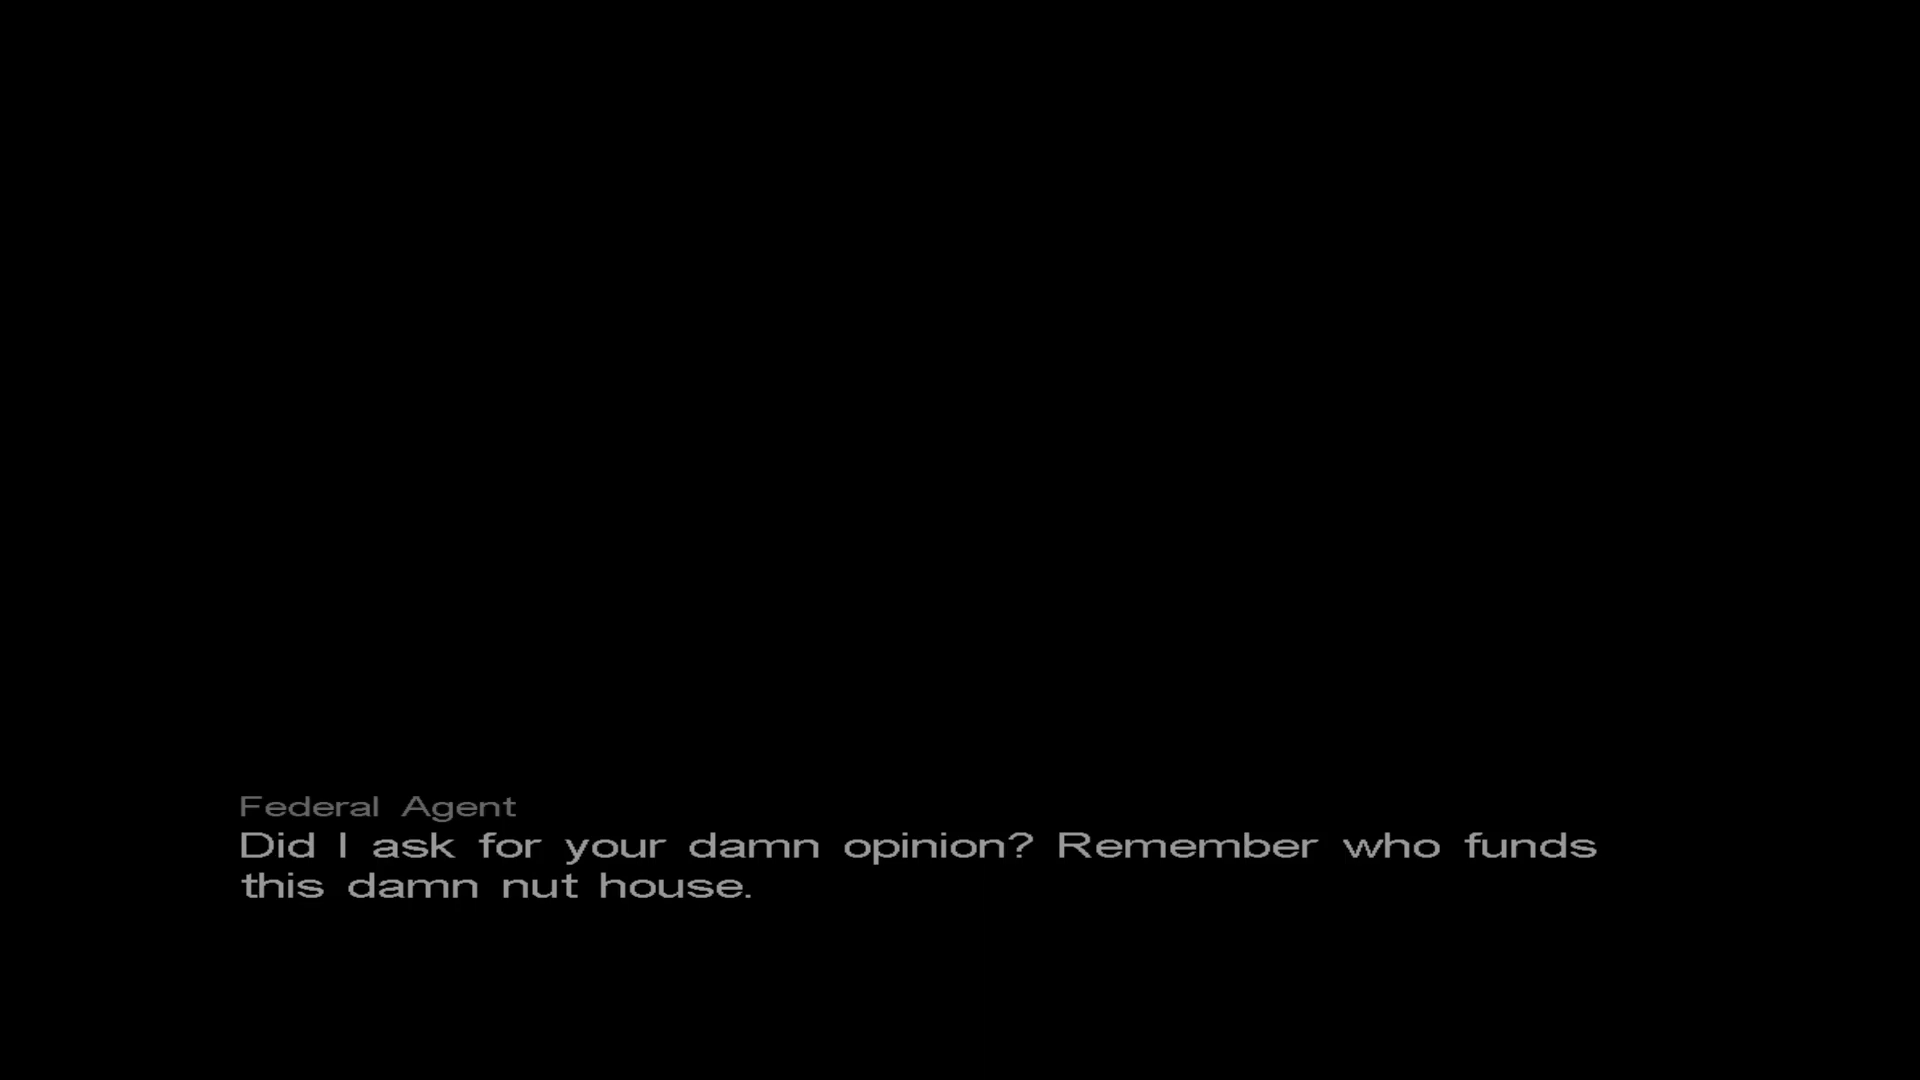 Federal Agent
Did I ask for your damn opinion? Remember who funds
this damn nut house.